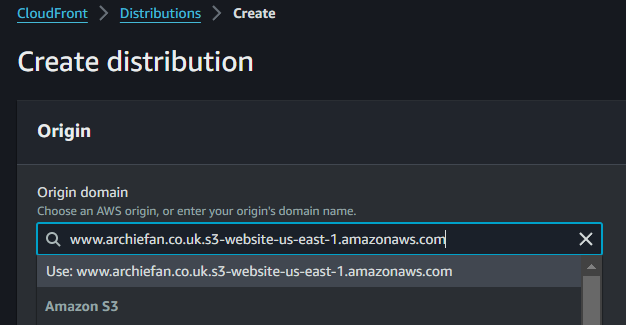 CloudFront > Distributions > Create
Create distribution
Origin
Origin domain
Choose an AWS origin, or enter your origin's domain name.
www.archiefan.co.uk.s3-website-us-east-1.amazonaws.com
Use: www.archiefan.co.uk.s3-website-us-east-1.amazonaws.com
Amazon S3